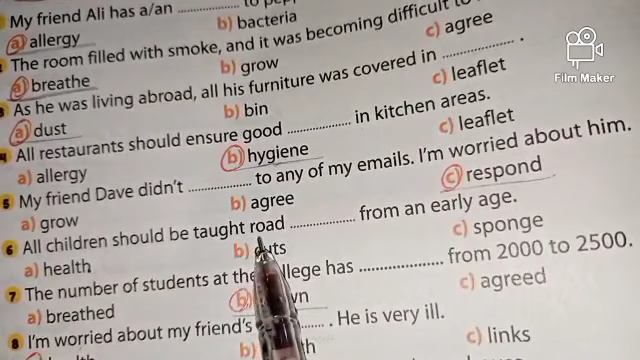 My friend Ali has a/an ............
a) allergy b) bacteria c) agree
The room filled with smoke, and it was becoming difficult
a) breathe b) grow c) leaflet
3 As he was living abroad, all his furniture was covered in ............ .
a) dust b) bin c) leaflet
4 All restaurants should ensure good ............ in kitchen areas.
a) allergy b) hygiene c) respond
5 My friend Dave didn't ............ to any of my emails. I'm worried about him.
a) grow b) agree c) respond
6 All children should be taught road ............ from an early age.
a) health b) c) sponge
7 The number of students at the has ............ from 2000 to 2500.
a) breathed b) c) agreed
8 I'm worried about my friend's ............ . He is very ill.
b) c) links
Film Maker